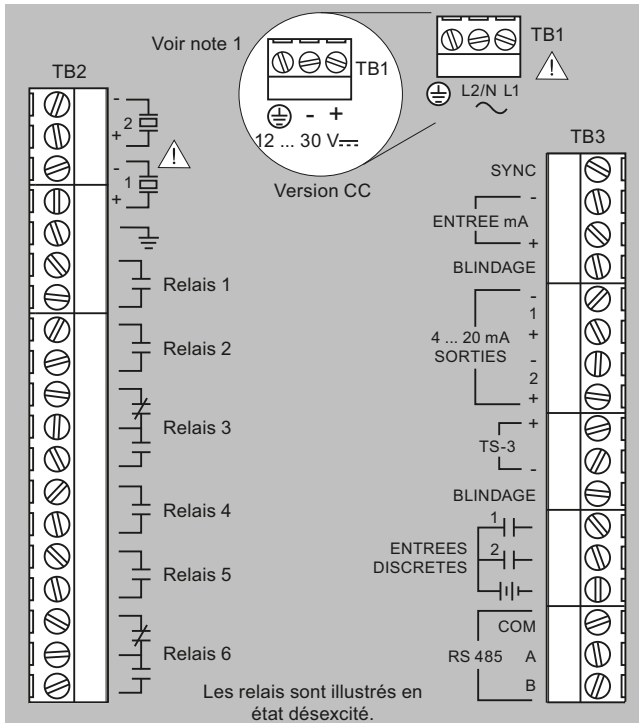 Voir note 1
TB1
- +
12 ... 30 V
Version CC
TB1
L2/N L1
TB2
-
2
+
-
1
+
Relais 1
Relais 2
Relais 3
Relais 4
Relais 5
Relais 6
TB3
SYNC
-
ENTREE mA
+
BLINDAGE
-
1
4 ... 20 mA
+
SORTIES
-
2
+
+
TS-3
-
BLINDAGE
1
ENTREES
2
DISCRETES
COM
RS 485 A
B
Les relais sont illustrés en
état désexcité.